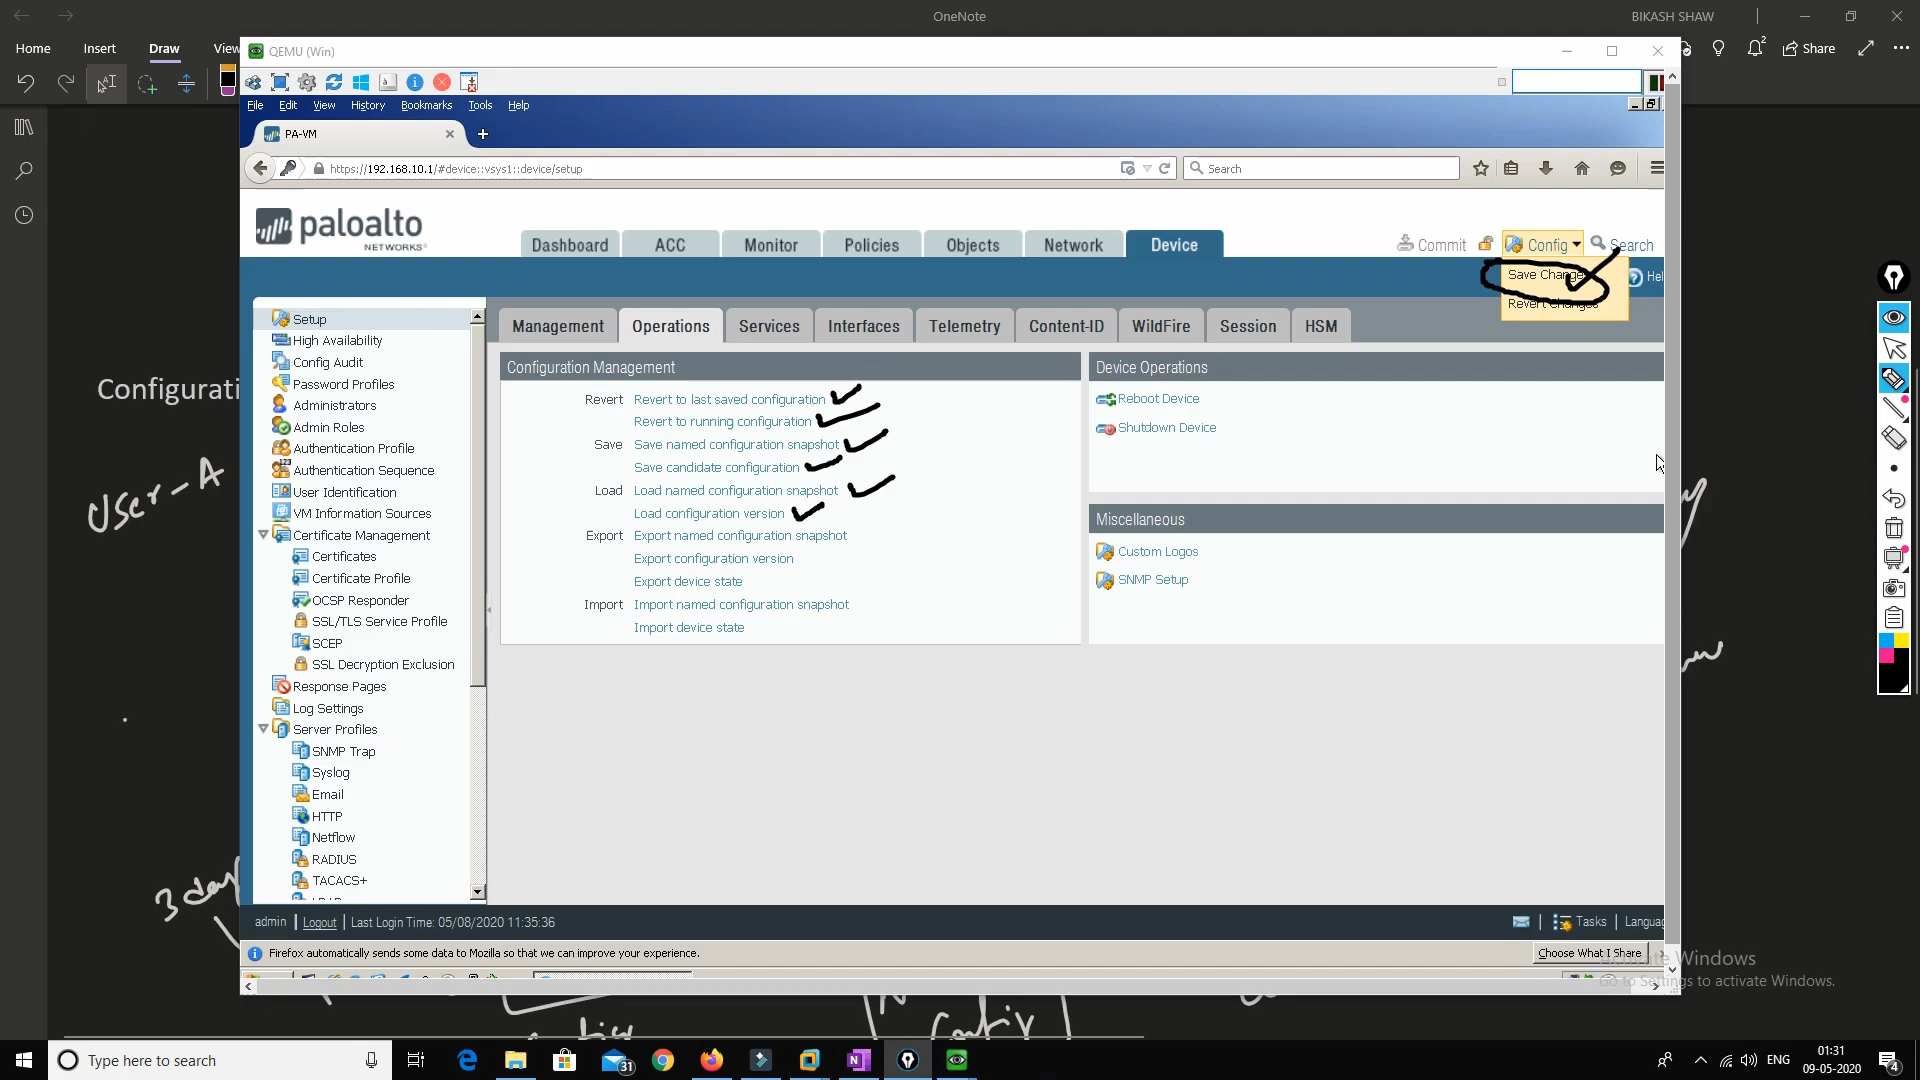 OneNote
BIKASH SHAW
Home
Insert
Draw
View
Share
2
QEMU (Win)
File
Edit
View
History
Bookmarks
Tools
Help
PA-VM
https://192.168.10.1/#device::vsys1::device/setup
Search
paloalto
NETWORKS
Dashboard
ACC
Monitor
Policies
Objects
Network
Device
Commit
Config
Search
Save Changes
Revert Changes
Hel
Setup
High Availability
Config Audit
Password Profiles
Administrators
Admin Roles
Authentication Profile
Authentication Sequence
User Identification
VM Information Sources
Certificate Management
Certificates
Certificate Profile
OCSP Responder
SSL/TLS Service Profile
SCEP
SSL Decryption Exclusion
Response Pages
Log Settings
Server Profiles
SNMP Trap
Syslog
Email
HTTP
Netflow
RADIUS
TACACS+
Management
Operations
Services
Interfaces
Telemetry
Content-ID
WildFire
Session
HSM
Configuration Management
Revert Revert to last saved configuration
Revert to running configuration
Save Save named configuration snapshot
Save candidate configuration
Load Load named configuration snapshot
Load configuration version
Export Export named configuration snapshot
Export configuration version
Export device state
Import Import named configuration snapshot
Import device state
Device Operations
Reboot Device
Shutdown Device
Miscellaneous
Custom Logos
SNMP Setup
Configurati
User-A
3 day
admin | Logout | Last Login Time: 05/08/2020 11:35:36
Tasks | Languag
Firefox automatically sends some data to Mozilla so that we can improve your experience.
Choose What I Share
Activate Windows
Go to Settings to activate Windows.
Type here to search
31
ENG
01:31
09-05-2020
4